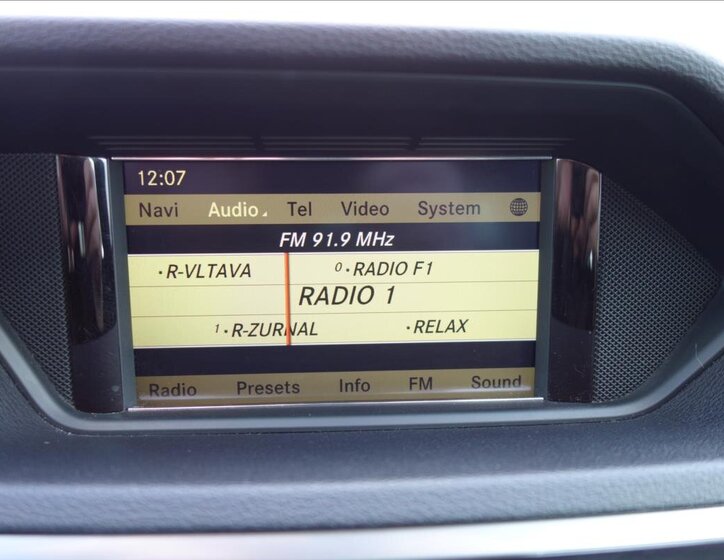 12:07
Navi Audio Tel Video System
FM 91.9 MHz
·R-VLTAVA 0·RADIO F1
RADIO 1
1·R-ZURNAL ·RELAX
Radio Presets Info FM Sound